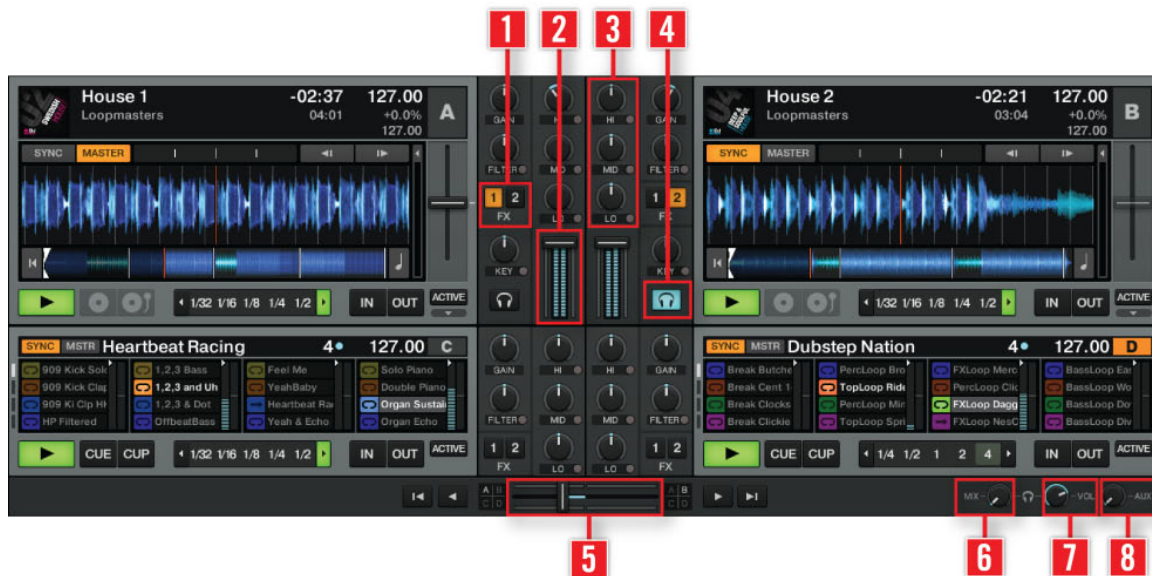 1 2 3 4
House 1 -02:37 127.00 A
Loopmasters 04:01 +0.0%
127.00
SYNC MASTER
1/32 1/16 1/8 1/4 1/2 IN OUT ACTIVE
GAIN HI HI GAIN
FILTER MID MID FILTER
1 2 LO LO 1 2
FX FX
KEY KEY
House 2 -02:21 127.00 B
Loopmasters 03:04 +0.0%
127.00
SYNC MASTER
1/32 1/16 1/8 1/4 1/2 IN OUT ACTIVE
SYNC MSTR Heartbeat Racing 4 127.00 C
909 Kick Solo 1,2,3 Bass Feel Me Solo Piano
909 Kick Clap 1,2,3 and Uh YeahBaby Double Piano
909 Ki Clp HH 1,2,3 & Dot Heartbeat Rac Organ Sustain
HP Filtered OffbeatBass Yeah & Echo Organ Echo
CUE CUP 1/32 1/16 1/8 1/4 1/2 IN OUT ACTIVE
GAIN HI HI GAIN
FILTER MID MID FILTER
1 2 LO LO 1 2
FX FX
SYNC MSTR Dubstep Nation 4 127.00 D
Break Butche PercLoop Bro FXLoop Merc BassLoop Eas
Break Cent 1- TopLoop Ride PercLoop Clic BassLoop Wo
Break Clocks PercLoop Min FXLoop Dagg BassLoop Dov
Break Clickie TopLoop Spri FXLoop NesC BassLoop Div
CUE CUP 1/4 1/2 1 2 4 IN OUT ACTIVE
A B A B
C D C D
MIX VOL AUX
5 6 7 8